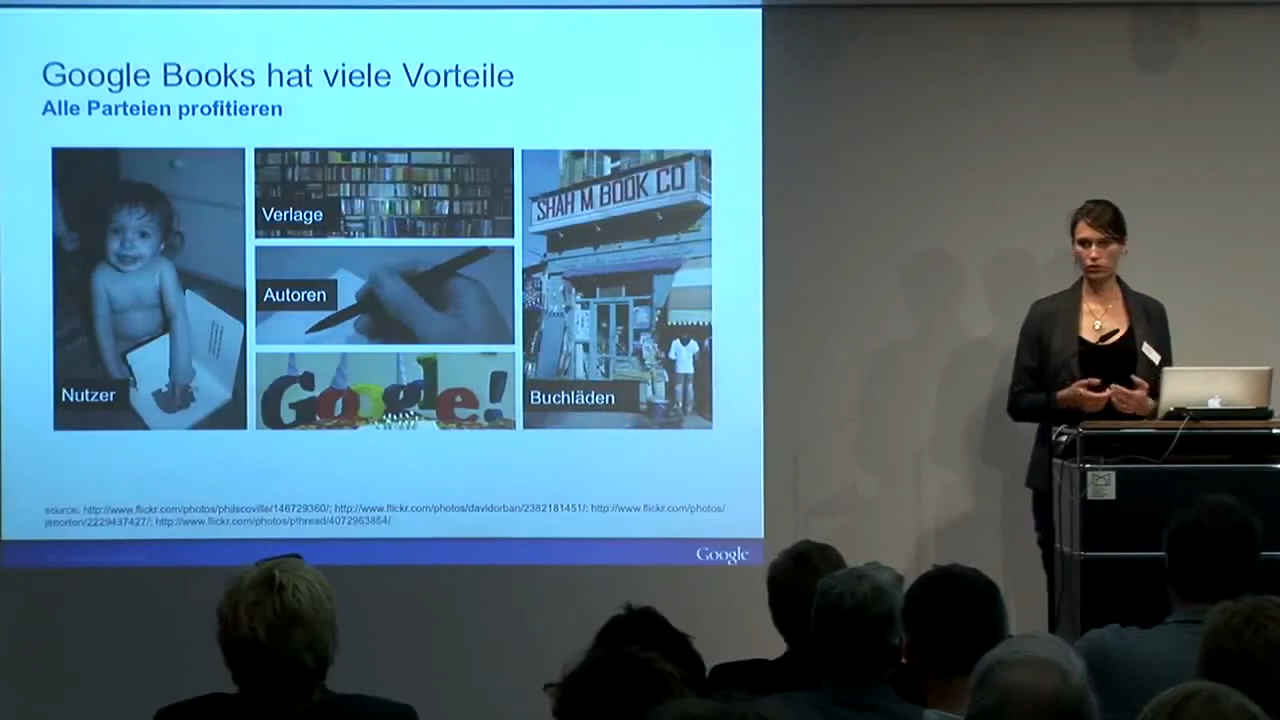 Google Books hat viele Vorteile
Alle Parteien profitieren
Nutzer
Verlage
Autoren
Google!
SHAH M BOOK CO
Buchläden
source: http://www.flickr.com/photos/philscoville/146729360/; http://www.flickr.com/photos/davidorban/2382181451/; http://www.flickr.com/photos/
jenorton/2229437427/; http://www.flickr.com/photos/pthread/4072953854/
Google